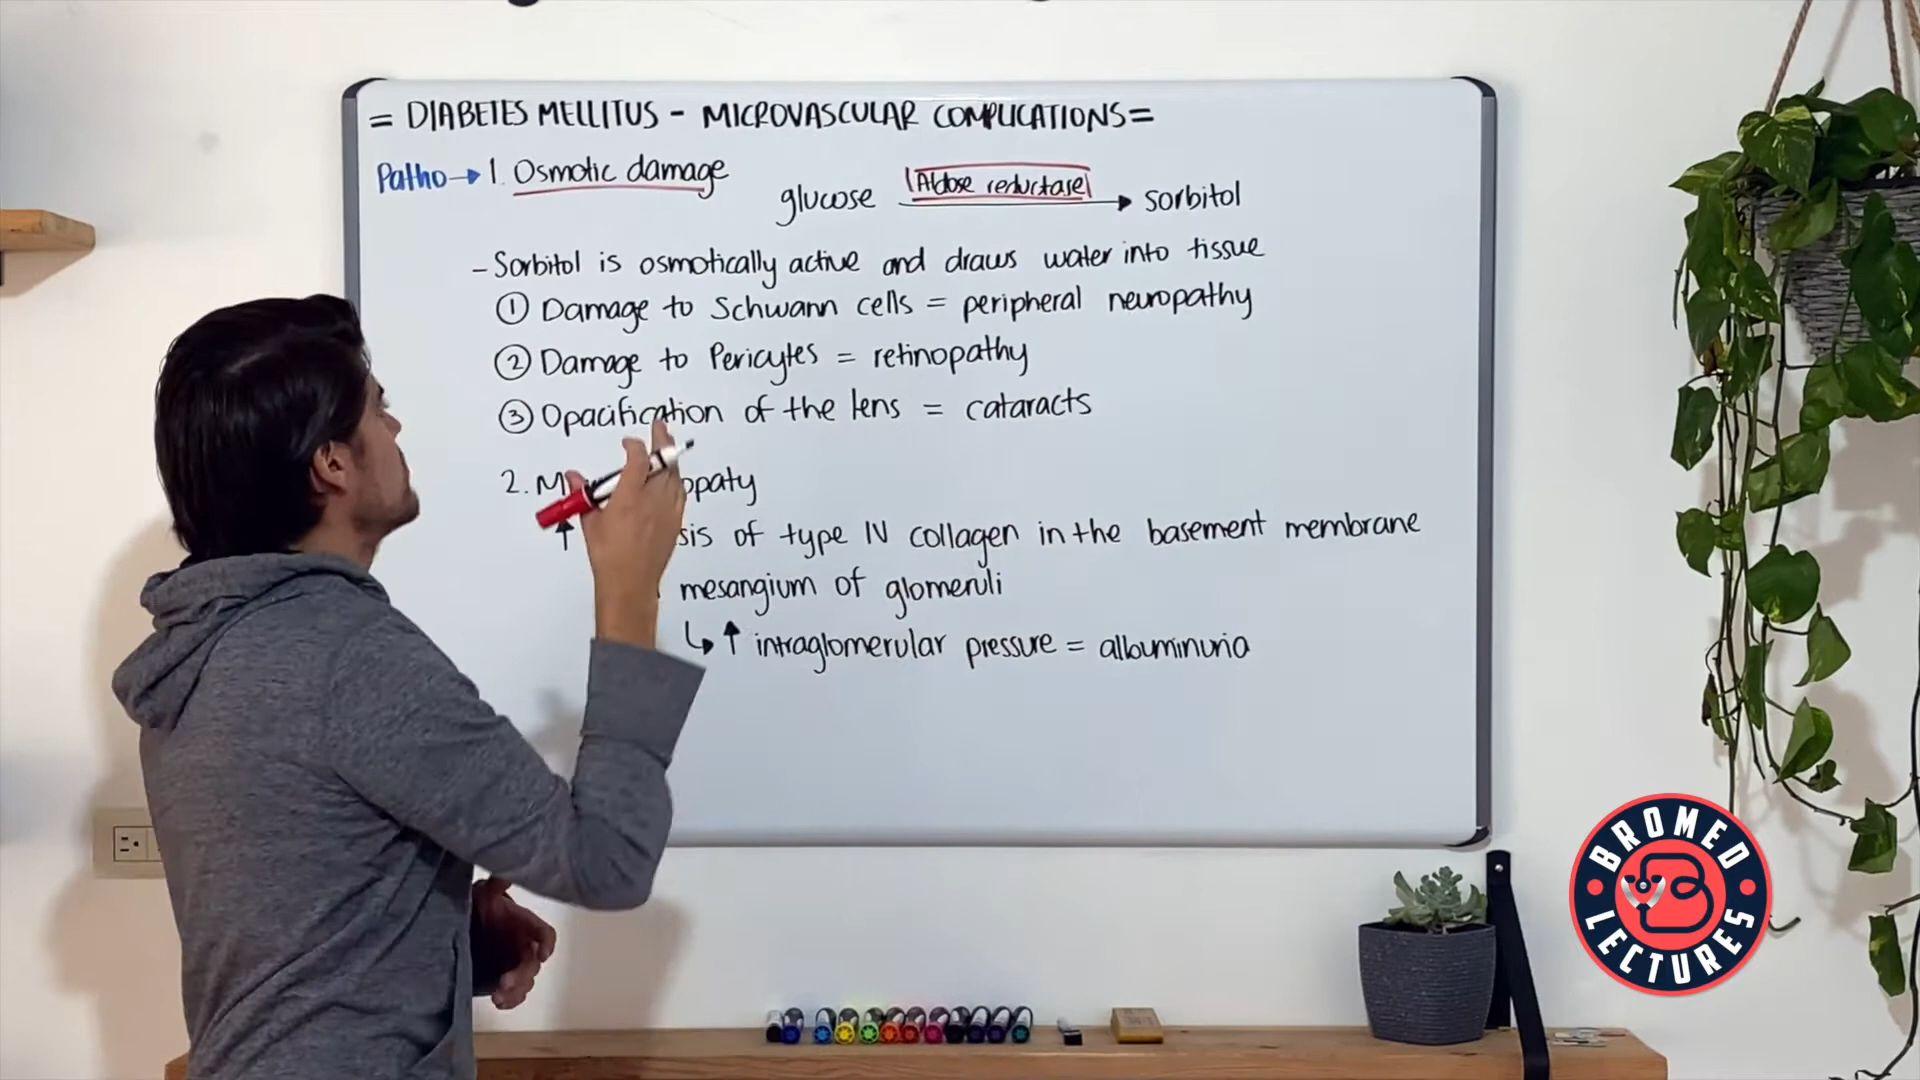 = DIABETES MELLITUS - MICROVASCULAR COMPLICATIONS =
Patho → 1. Osmotic damage
glucose Aldose reductase → sorbitol
- Sorbitol is osmotically active and draws water into tissue
① Damage to Schwann cells = peripheral neuropathy
② Damage to Pericytes = retinopathy
③ Opacification of the lens = cataracts
2.
↑ of type IV collagen in the basement membrane
mesangium of glomeruli
↳ ↑ intraglomerular pressure = albuminuria
BROMED
LECTURES